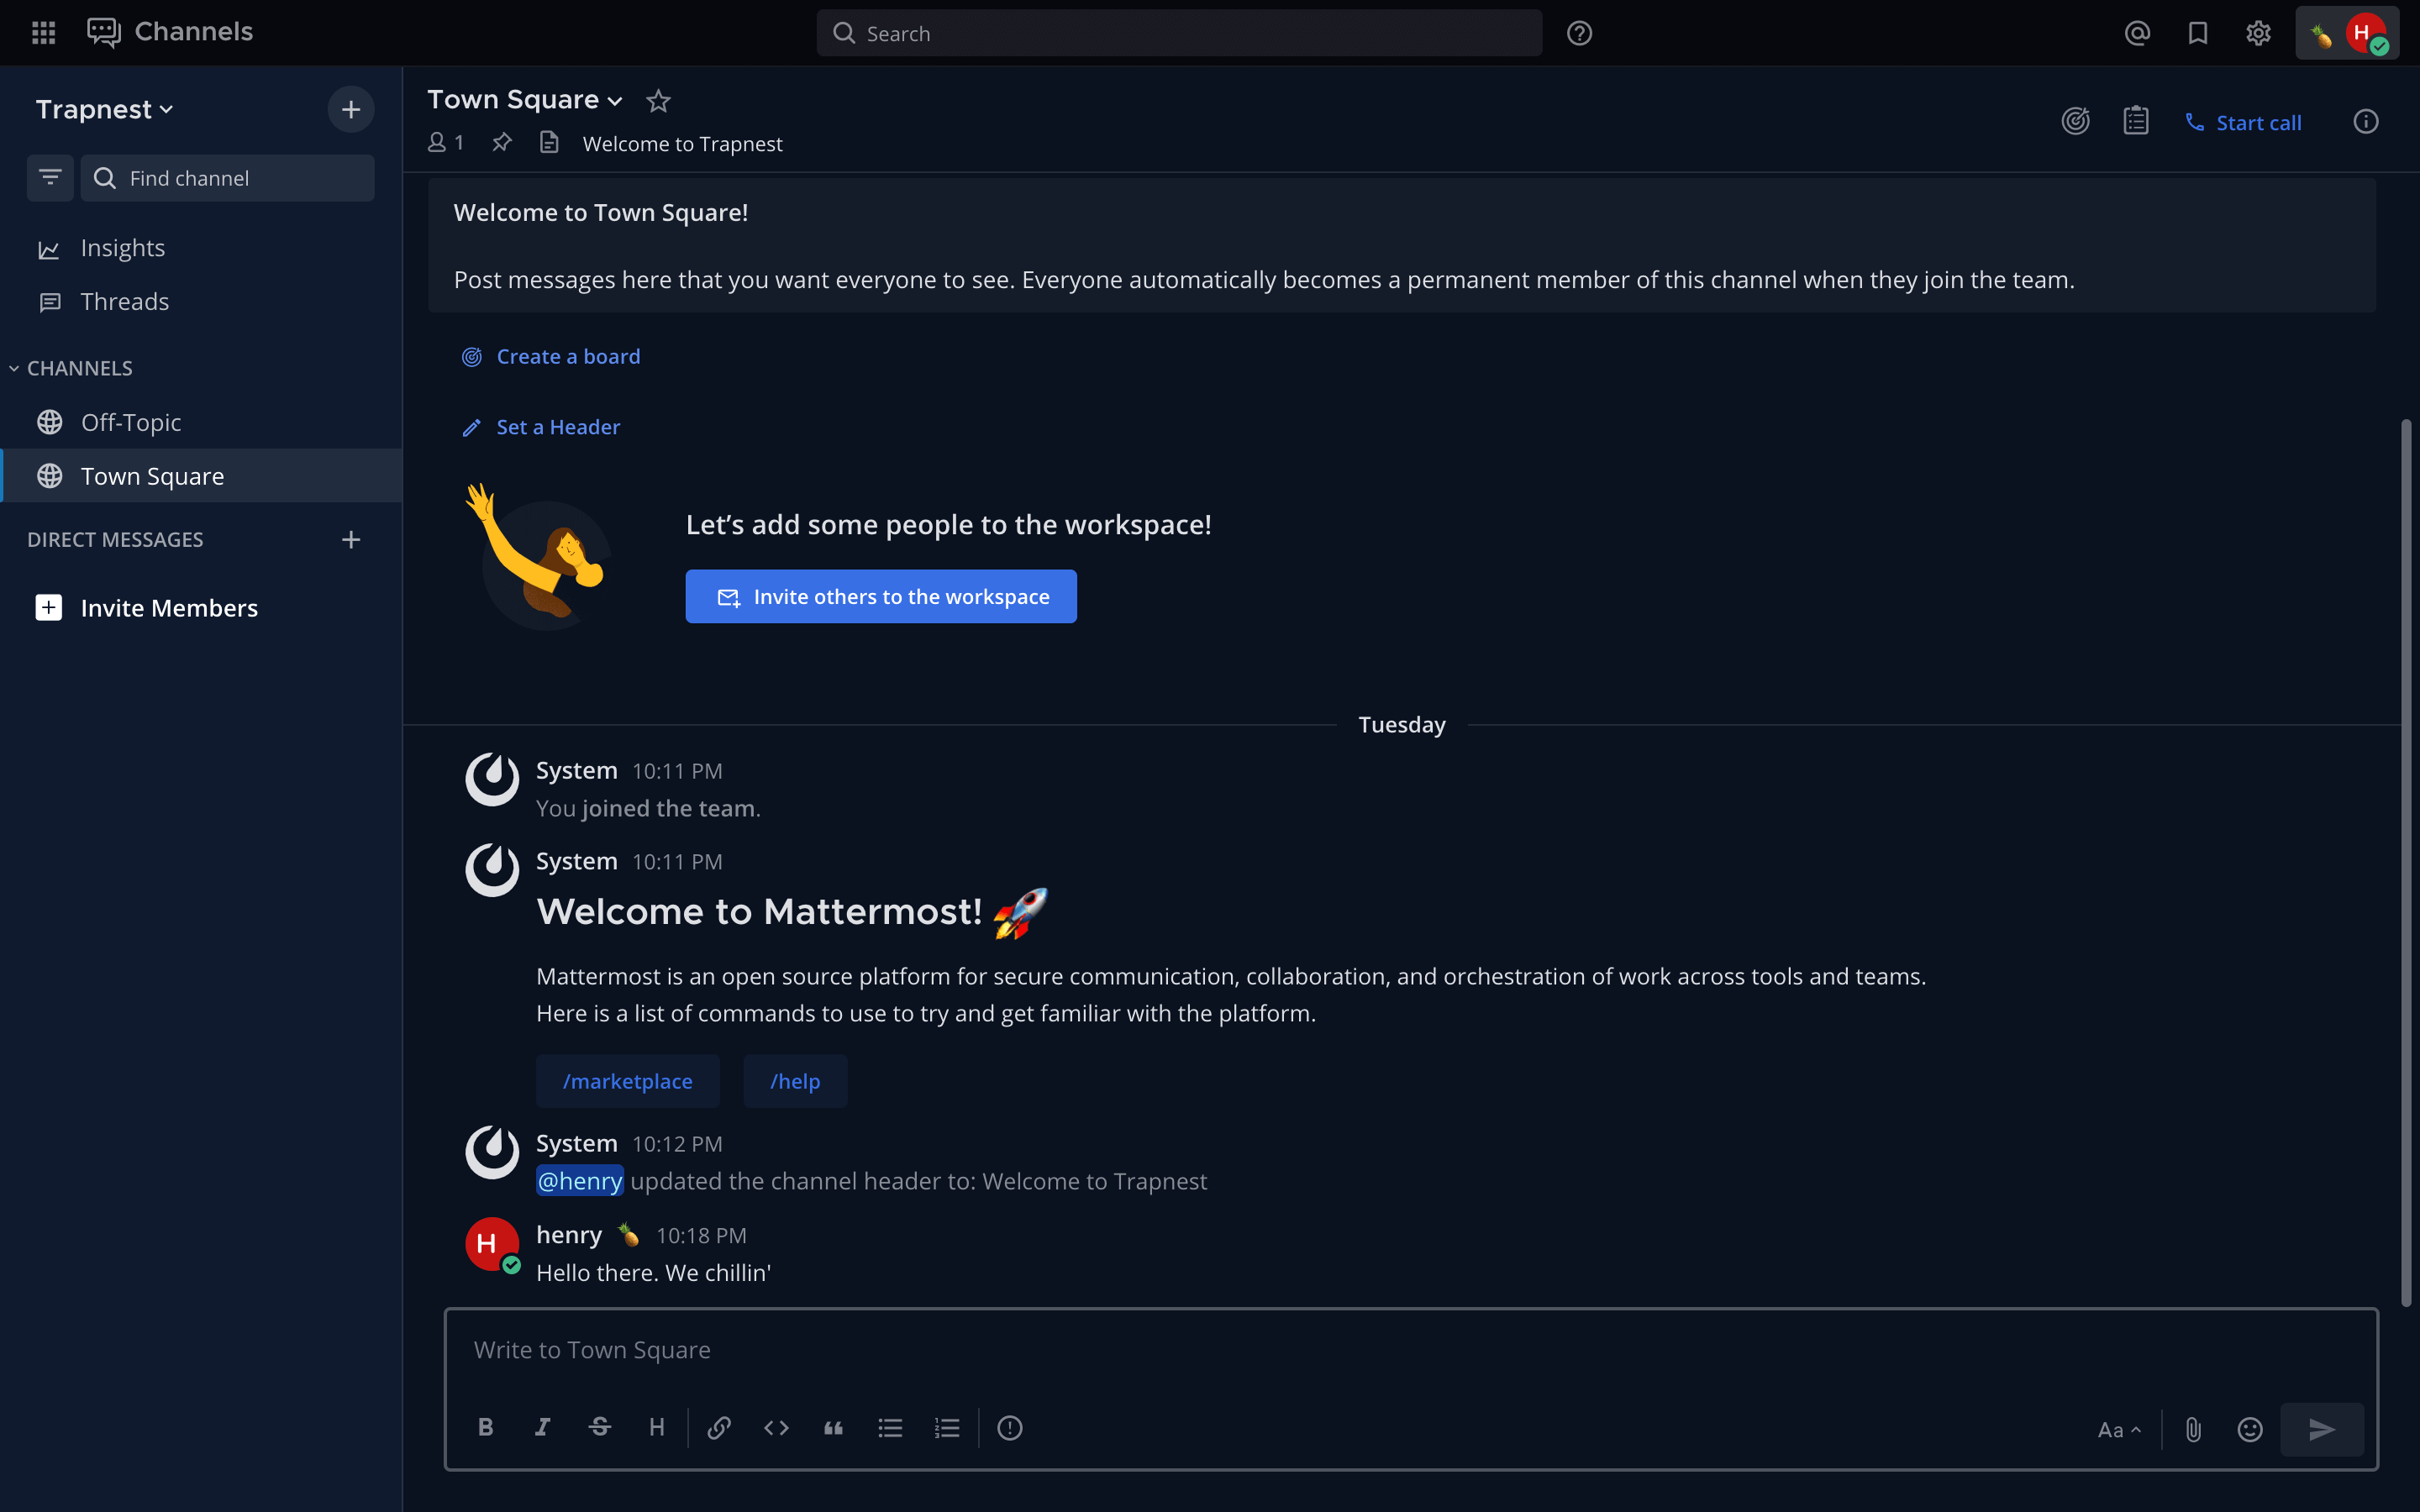 Channels
Search
H
Trapnest
Find channel
Insights
Threads
CHANNELS
Off-Topic
Town Square
DIRECT MESSAGES
Invite Members
Town Square
1
Welcome to Trapnest
Start call
Welcome to Town Square!
Post messages here that you want everyone to see. Everyone automatically becomes a permanent member of this channel when they join the team.
Create a board
Set a Header
Let’s add some people to the workspace!
Invite others to the workspace
Tuesday
System 10:11 PM
You joined the team.
System 10:11 PM
Welcome to Mattermost! 🚀
Mattermost is an open source platform for secure communication, collaboration, and orchestration of work across tools and teams.
Here is a list of commands to use to try and get familiar with the platform.
/marketplace /help
System 10:12 PM
@henry updated the channel header to: Welcome to Trapnest
H
henry 🍍 10:18 PM
Hello there. We chillin'
Write to Town Square
B I S H
Aa